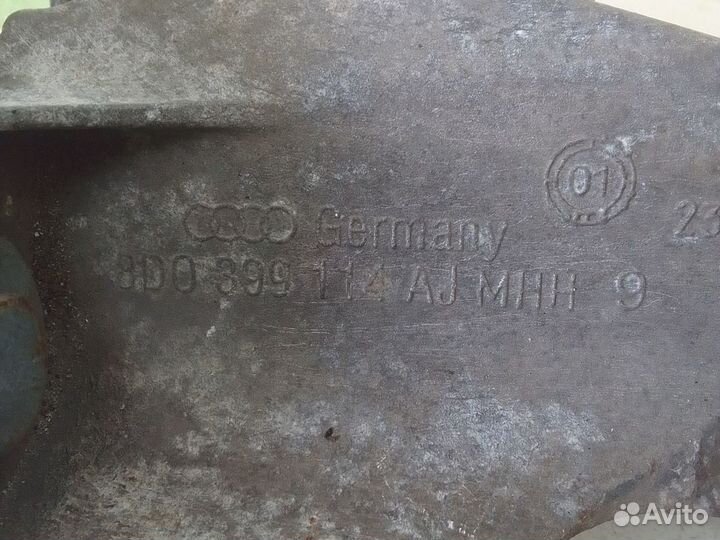 01
Germany 23
8D0 399 114 AJ MHH 9
Avito